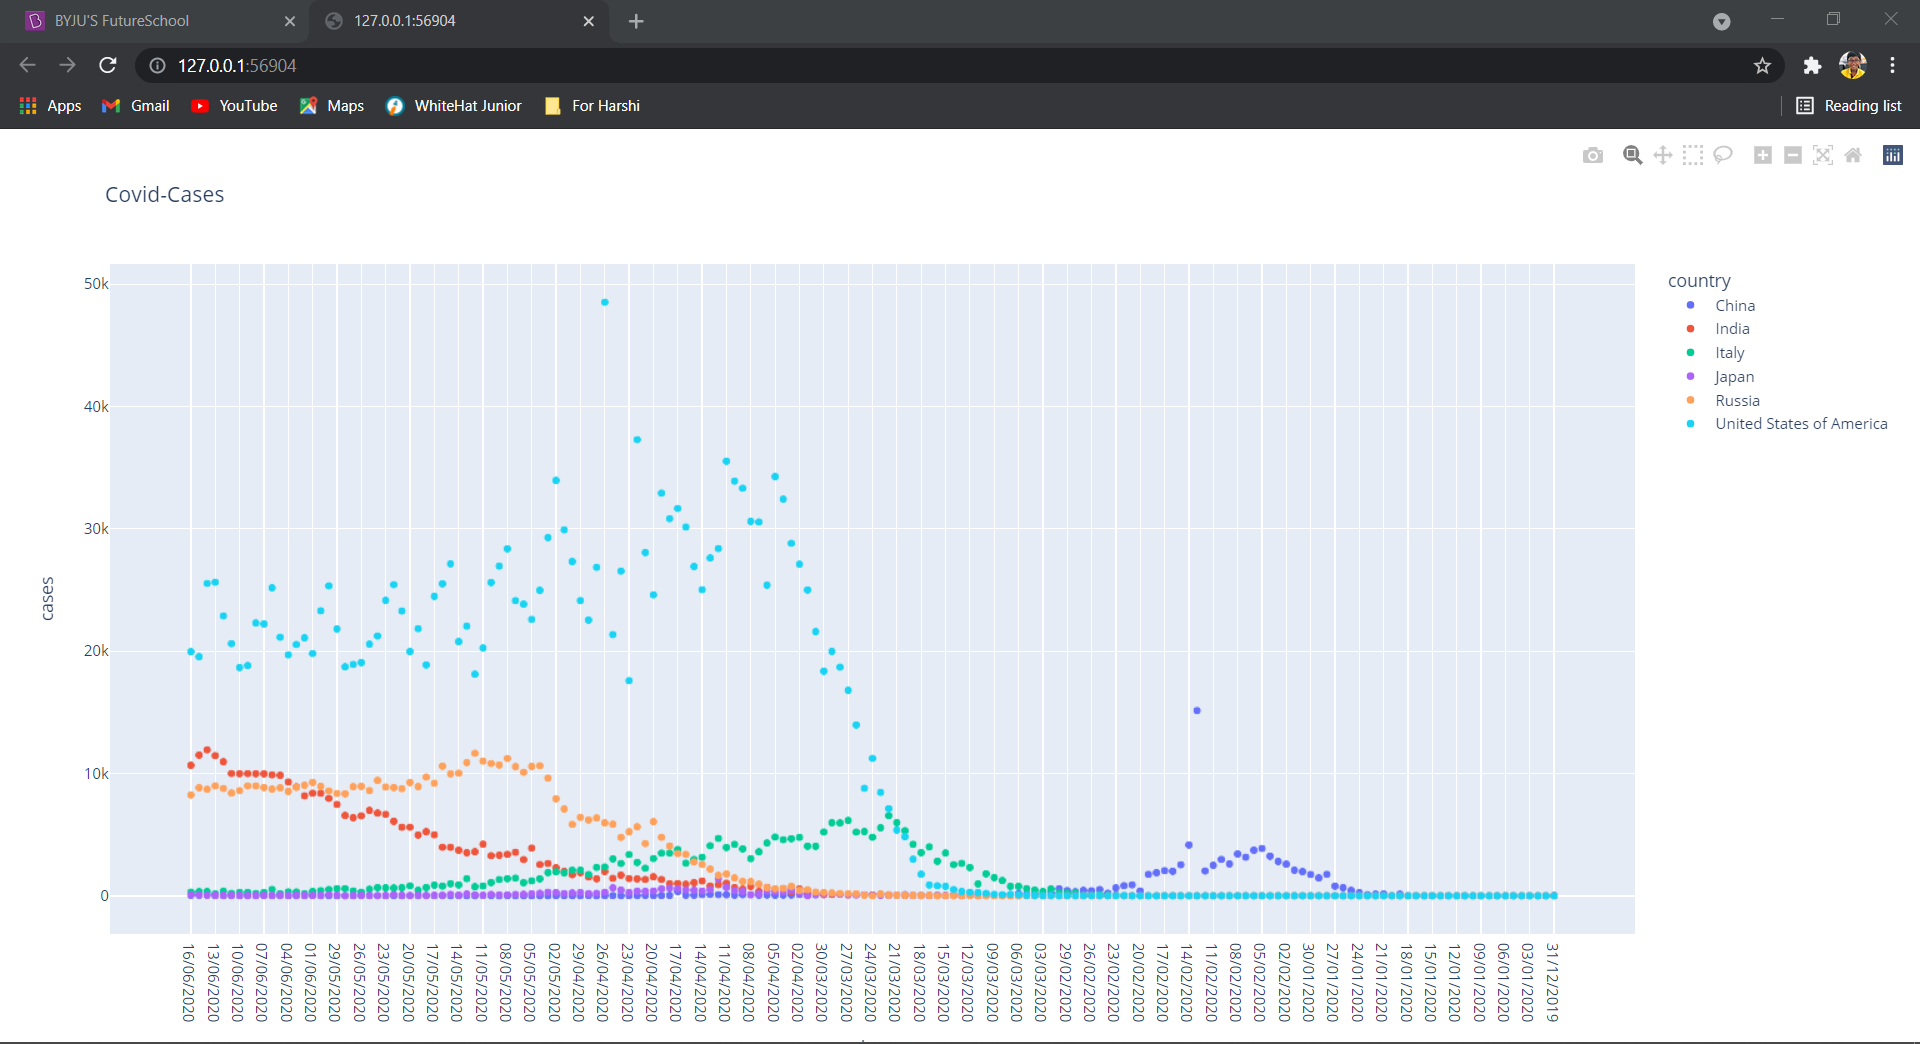 BYJU'S FutureSchool
127.0.0.1:56904
127.0.0.1:56904
Apps Gmail YouTube Maps WhiteHat Junior For Harshi Reading list
Covid-Cases
50k
40k
30k
20k
10k
0
cases
16/06/2020 13/06/2020 10/06/2020 07/06/2020 04/06/2020 01/06/2020 29/05/2020 26/05/2020 23/05/2020 20/05/2020 17/05/2020 14/05/2020 11/05/2020 08/05/2020 05/05/2020 02/05/2020 29/04/2020 26/04/2020 23/04/2020 20/04/2020 17/04/2020 14/04/2020 11/04/2020 08/04/2020 05/04/2020 02/04/2020 30/03/2020 27/03/2020 24/03/2020 21/03/2020 18/03/2020 15/03/2020 12/03/2020 09/03/2020 06/03/2020 03/03/2020 29/02/2020 26/02/2020 23/02/2020 20/02/2020 17/02/2020 14/02/2020 11/02/2020 08/02/2020 05/02/2020 02/02/2020 30/01/2020 27/01/2020 24/01/2020 21/01/2020 18/01/2020 15/01/2020 12/01/2020 09/01/2020 06/01/2020 03/01/2020 31/12/2019
country
China
India
Italy
Japan
Russia
United States of America